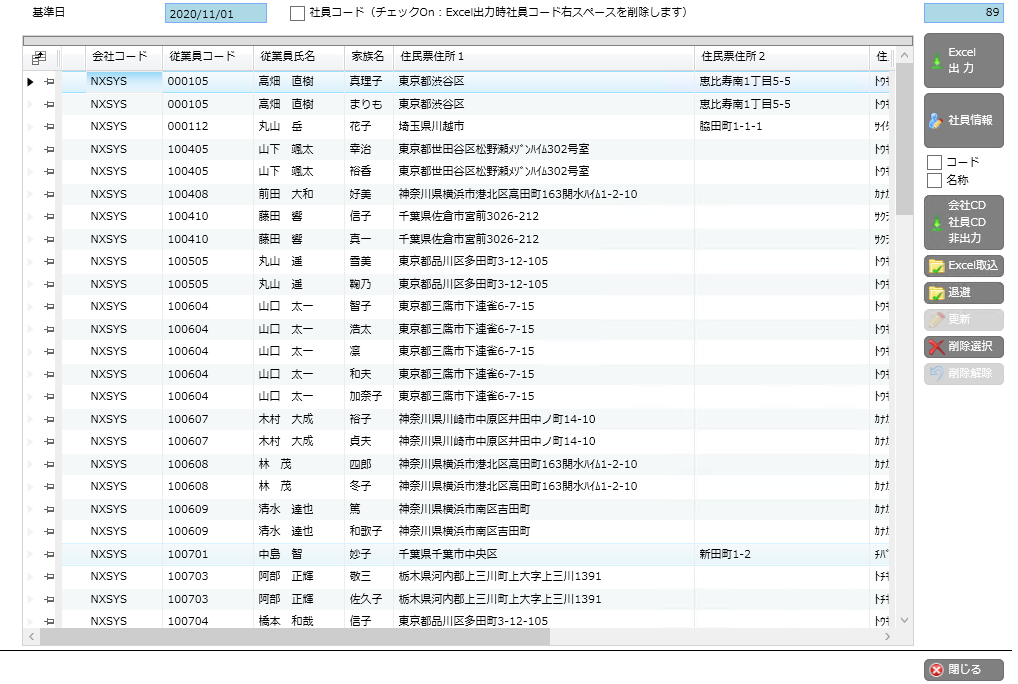 基準日 2020/11/01 社員コード（チェックOn：Excel出力時社員コード右スペースを削除します） 89
会社コード 従業員コード 従業員氏名 家族名 住民票住所１ 住民票住所２ 住
NXSYS 000105 高畑　直樹 真理子 東京都渋谷区 恵比寿南1丁目5-5
NXSYS 000105 高畑　直樹 まりも 東京都渋谷区 恵比寿南1丁目5-5
NXSYS 000112 丸山　岳 花子 埼玉県川越市 脇田町1-1-1
NXSYS 100405 山下　颯太 幸治 東京都世田谷区松野瀬ﾒｿﾞﾝﾊｲﾑ302号室
NXSYS 100405 山下　颯太 裕香 東京都世田谷区松野瀬ﾒｿﾞﾝﾊｲﾑ302号室
NXSYS 100408 前田　大和 好美 神奈川県横浜市港北区高田町163開水ﾊｲﾑ1-2-10
NXSYS 100410 藤田　響 信子 千葉県佐倉市宮前3026-212
NXSYS 100410 藤田　響 真一 千葉県佐倉市宮前3026-212
NXSYS 100505 丸山　遥 雪美 東京都品川区多田町3-12-105
NXSYS 100505 丸山　遥 鞠乃 東京都品川区多田町3-12-105
NXSYS 100604 山口　太一 智子 東京都三鷹市下連雀6-7-15
NXSYS 100604 山口　太一 浩太 東京都三鷹市下連雀6-7-15
NXSYS 100604 山口　太一 凛 東京都三鷹市下連雀6-7-15
NXSYS 100604 山口　太一 和夫 東京都三鷹市下連雀6-7-15
NXSYS 100604 山口　太一 加奈子 東京都三鷹市下連雀6-7-15
NXSYS 100607 木村　大成 裕子 神奈川県川崎市中原区井田中ノ町14-10
NXSYS 100607 木村　大成 貞夫 神奈川県川崎市中原区井田中ノ町14-10
NXSYS 100608 林　茂 四郎 神奈川県横浜市港北区高田町163開水ﾊｲﾑ1-2-10
NXSYS 100608 林　茂 冬子 神奈川県横浜市港北区高田町163開水ﾊｲﾑ1-2-10
NXSYS 100609 清水　達也 篤 神奈川県横浜市南区吉田町
NXSYS 100609 清水　達也 和歌子 神奈川県横浜市南区吉田町
NXSYS 100701 中島　智 妙子 千葉県千葉市中央区 新田町1-2
NXSYS 100703 阿部　正輝 敬三 栃木県河内郡上三川町上大字上三川1391
NXSYS 100703 阿部　正輝 佐久子 栃木県河内郡上三川町上大字上三川1391
NXSYS 100704 橋本　和哉 信子 東京都品川区多田町3-12-105
Excel
出 力
社員情報
コード
名称
会社CD
社員CD
非出力
Excel取込
退避
更新
削除選択
削除解除
閉じる